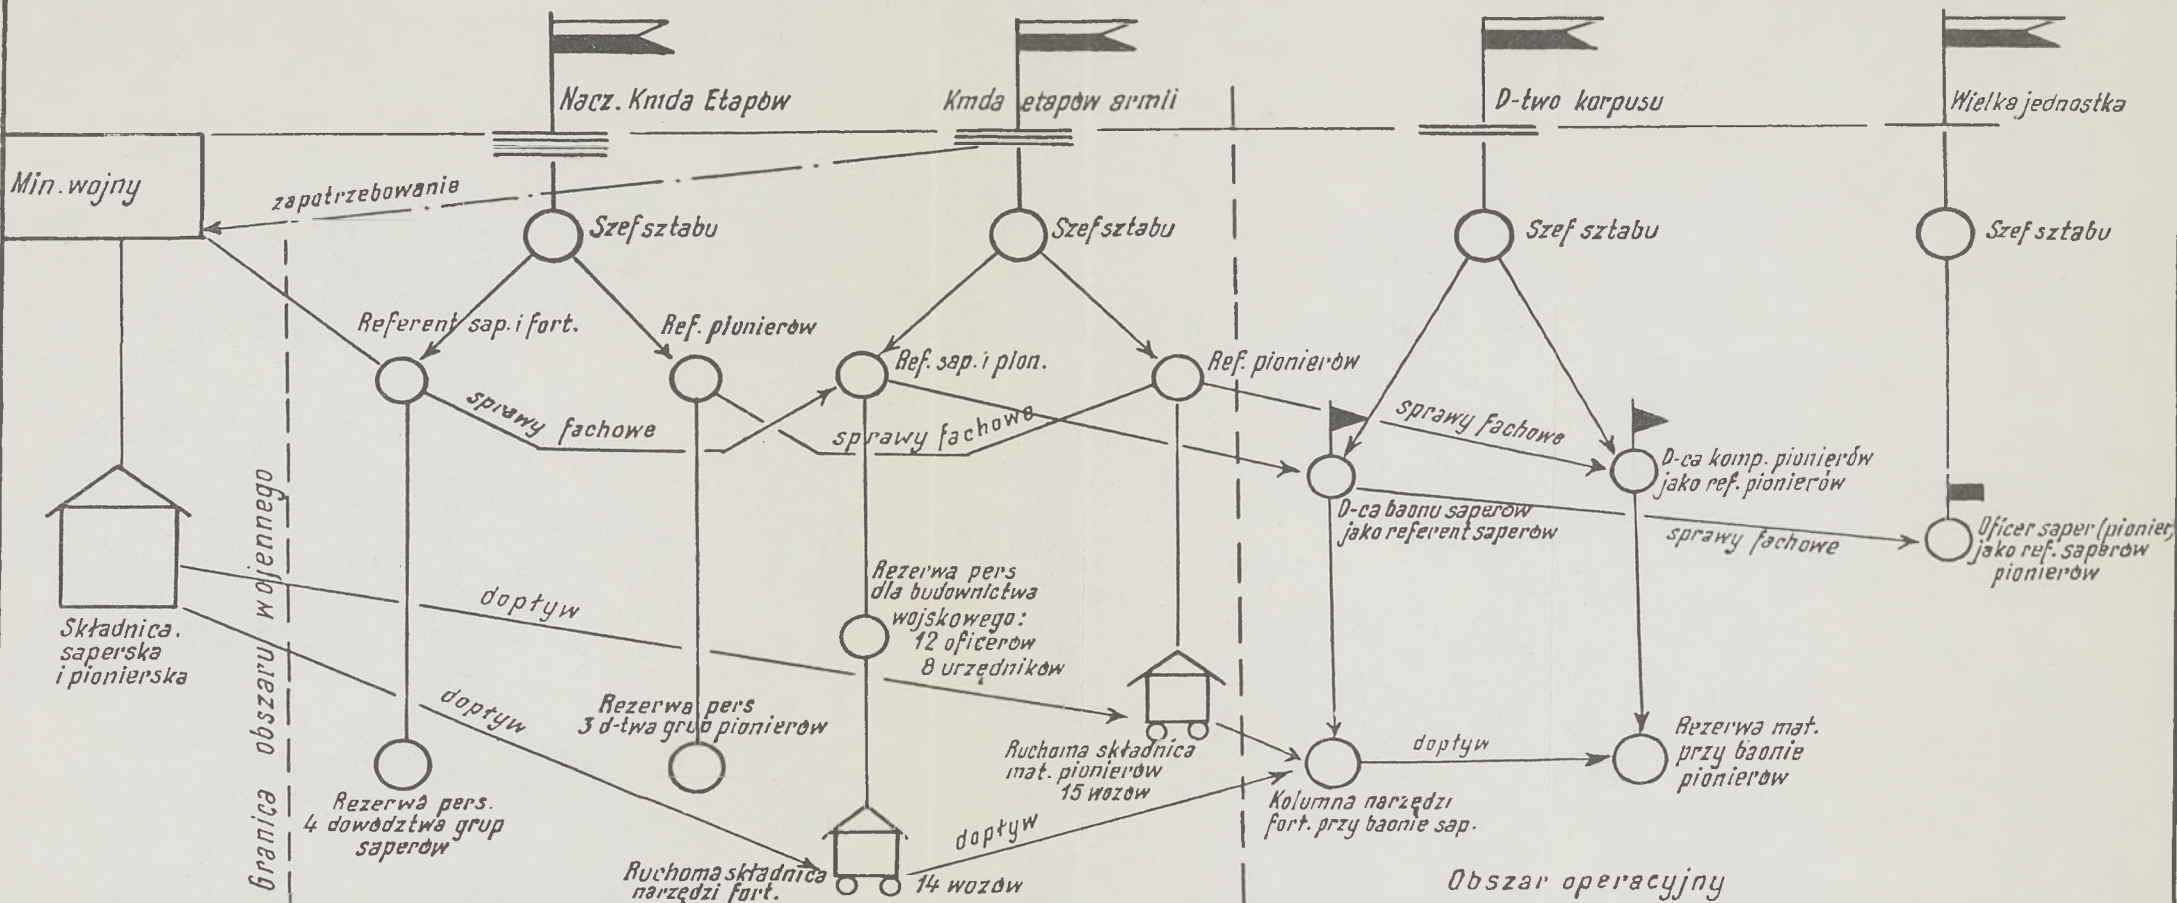 Nacz. Kmda Etapów
Kmda etapów armii
D-two korpusu
Wielka jednostka
Min. wojny
zapotrzebowanie
Szef sztabu
Szef sztabu
Szef sztabu
Szef sztabu
Referent sap. i fort.
Ref. pionierów
Ref. sap. i pion.
Ref. pionierów
sprawy fachowe
sprawy fachowe
sprawy fachowe
D-ca komp. pionierów
jako ref. pionierów
D-ca baonu saperów
jako referent saperów
sprawy fachowe
Oficer saper (pionier)
jako ref. saperów
pionierów
Granica obszaru wojennego
Składnica.
saperska
i pionierska
dopływ
dopływ
Rezerwa pers
dla budownictwa
wojskowego:
12 oficerów
8 urzędników
Rezerwa pers
3 d-twa grup pionierów
Rezerwa pers.
4 dowództwa grup
saperów
Ruchoma składnica
mat. pionierów
15 wozów
dopływ
Rezerwa mat.
przy baonie
pionierów
Kolumna narzędzi
fort. przy baonie sap.
dopływ
Ruchoma składnica
narzędzi fort.
14 wozów
Obszar operacyjny